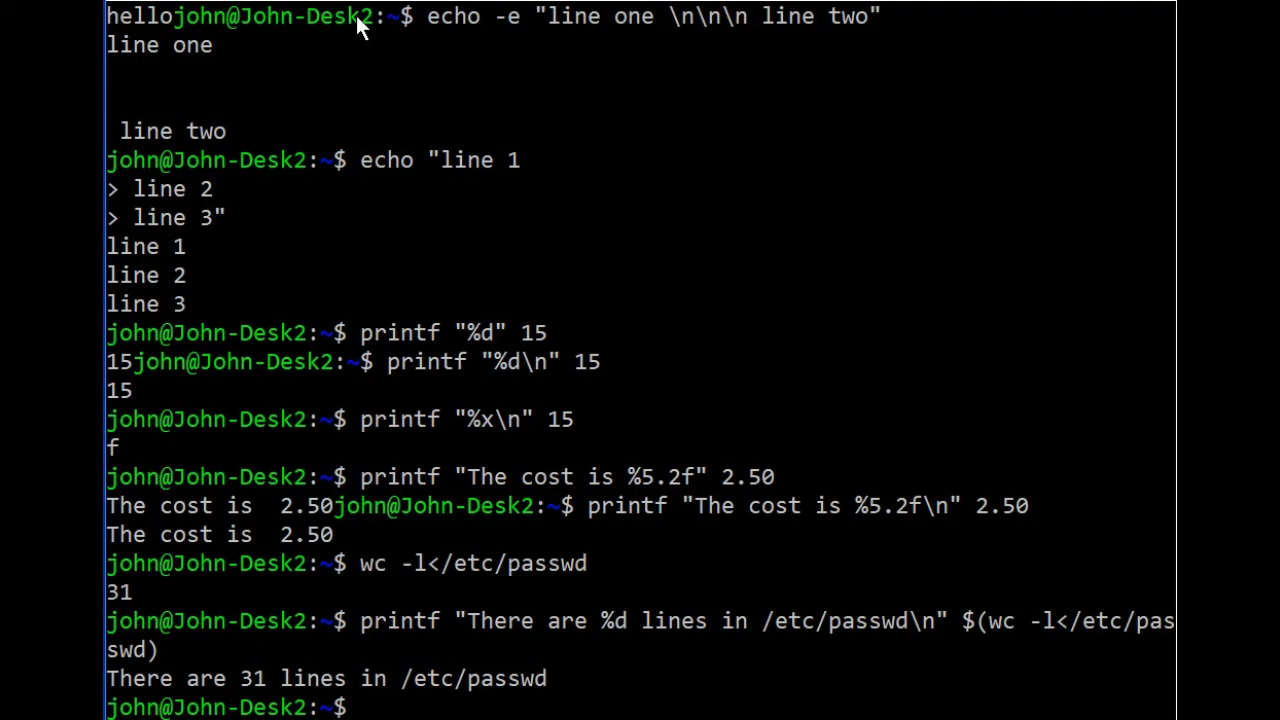 hellojohn@John-Desk2:~$ echo -e "line one \n\n\n line two"
line one
 line two
john@John-Desk2:~$ echo "line 1
> line 2
> line 3"
line 1
line 2
line 3
john@John-Desk2:~$ printf "%d" 15
15john@John-Desk2:~$ printf "%d\n" 15
15
john@John-Desk2:~$ printf "%x\n" 15
f
john@John-Desk2:~$ printf "The cost is %5.2f" 2.50
The cost is  2.50john@John-Desk2:~$ printf "The cost is %5.2f\n" 2.50
The cost is  2.50
john@John-Desk2:~$ wc -l</etc/passwd
31
john@John-Desk2:~$ printf "There are %d lines in /etc/passwd\n" $(wc -l</etc/pas
swd)
There are 31 lines in /etc/passwd
john@John-Desk2:~$